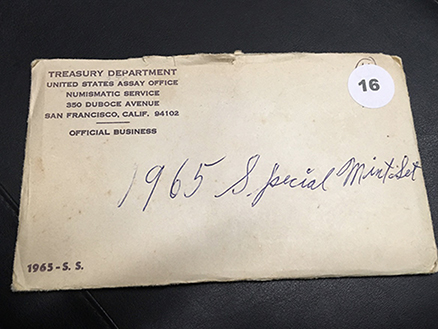 TREASURY DEPARTMENT
UNITED STATES ASSAY OFFICE
NUMISMATIC SERVICE
350 DUBOCE AVENUE
SAN FRANCISCO, CALIF. 94102
OFFICIAL BUSINESS
16
1965 Special Mint Set
1965-S. S.